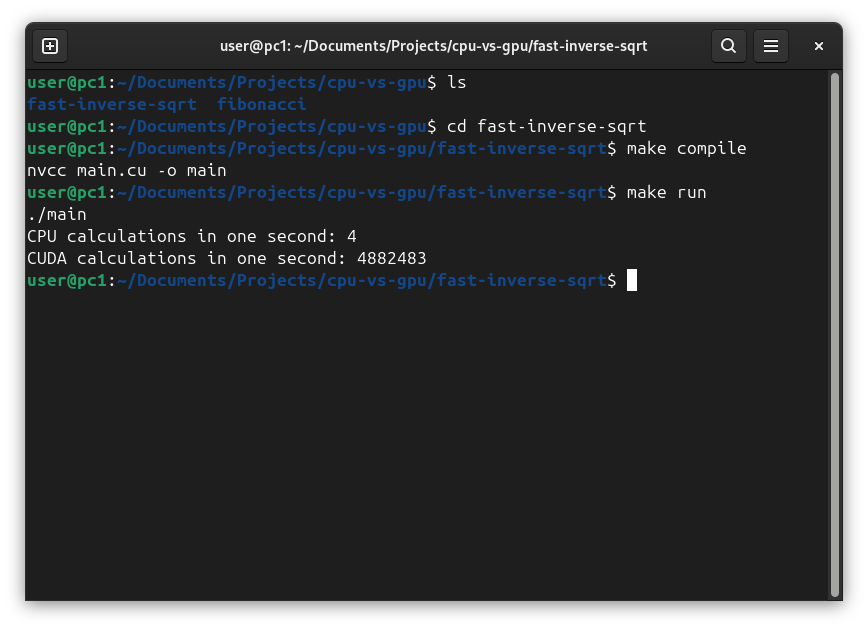 user@pc1: ~/Documents/Projects/cpu-vs-gpu/fast-inverse-sqrt
user@pc1:~/Documents/Projects/cpu-vs-gpu$ ls
fast-inverse-sqrt  fibonacci
user@pc1:~/Documents/Projects/cpu-vs-gpu$ cd fast-inverse-sqrt
user@pc1:~/Documents/Projects/cpu-vs-gpu/fast-inverse-sqrt$ make compile
nvcc main.cu -o main
user@pc1:~/Documents/Projects/cpu-vs-gpu/fast-inverse-sqrt$ make run
./main
CPU calculations in one second: 4
CUDA calculations in one second: 4882483
user@pc1:~/Documents/Projects/cpu-vs-gpu/fast-inverse-sqrt$